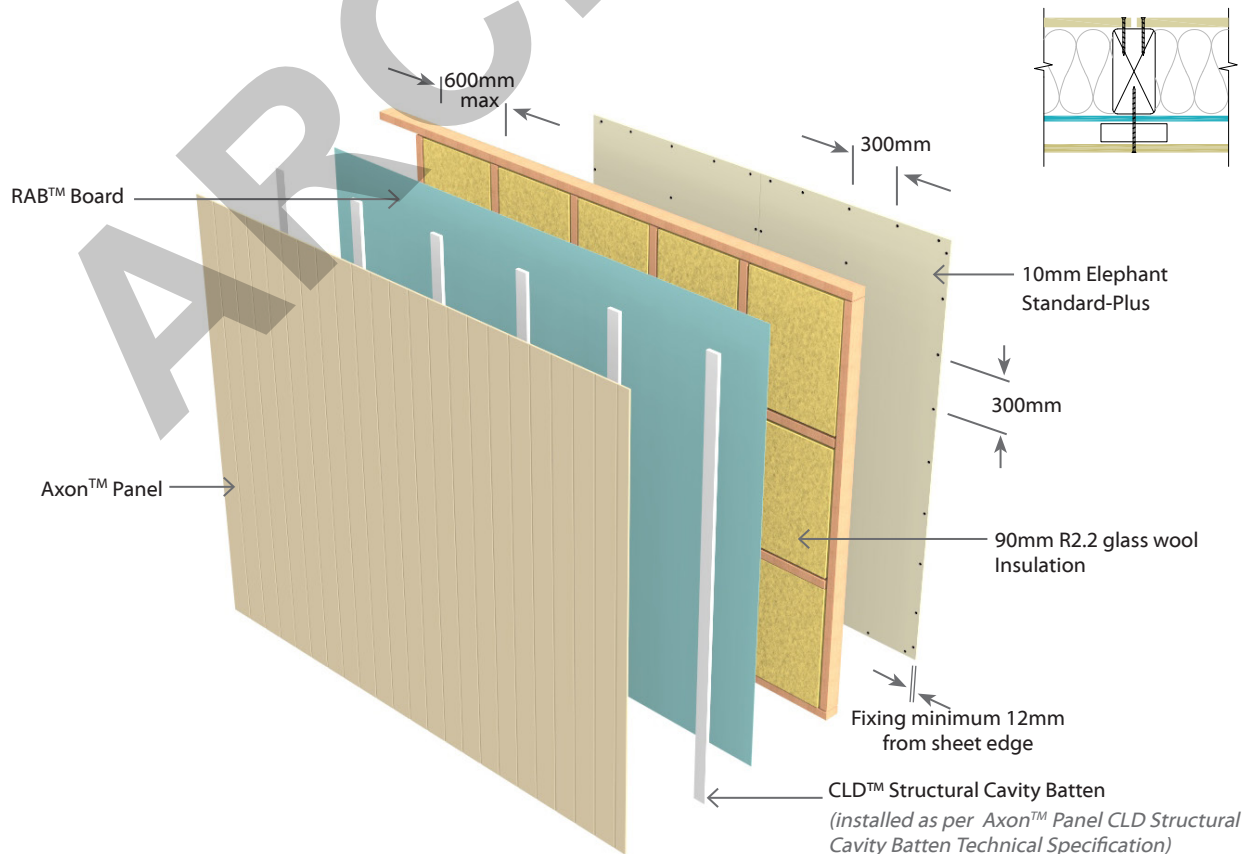 600mm
max
300mm
RAB™ Board
10mm Elephant
Standard-Plus
300mm
Axon™ Panel
90mm R2.2 glass wool
Insulation
Fixing minimum 12mm
from sheet edge
CLD™ Structural Cavity Batten
(installed as per Axon™ Panel CLD Structural
Cavity Batten Technical Specification)
ARC